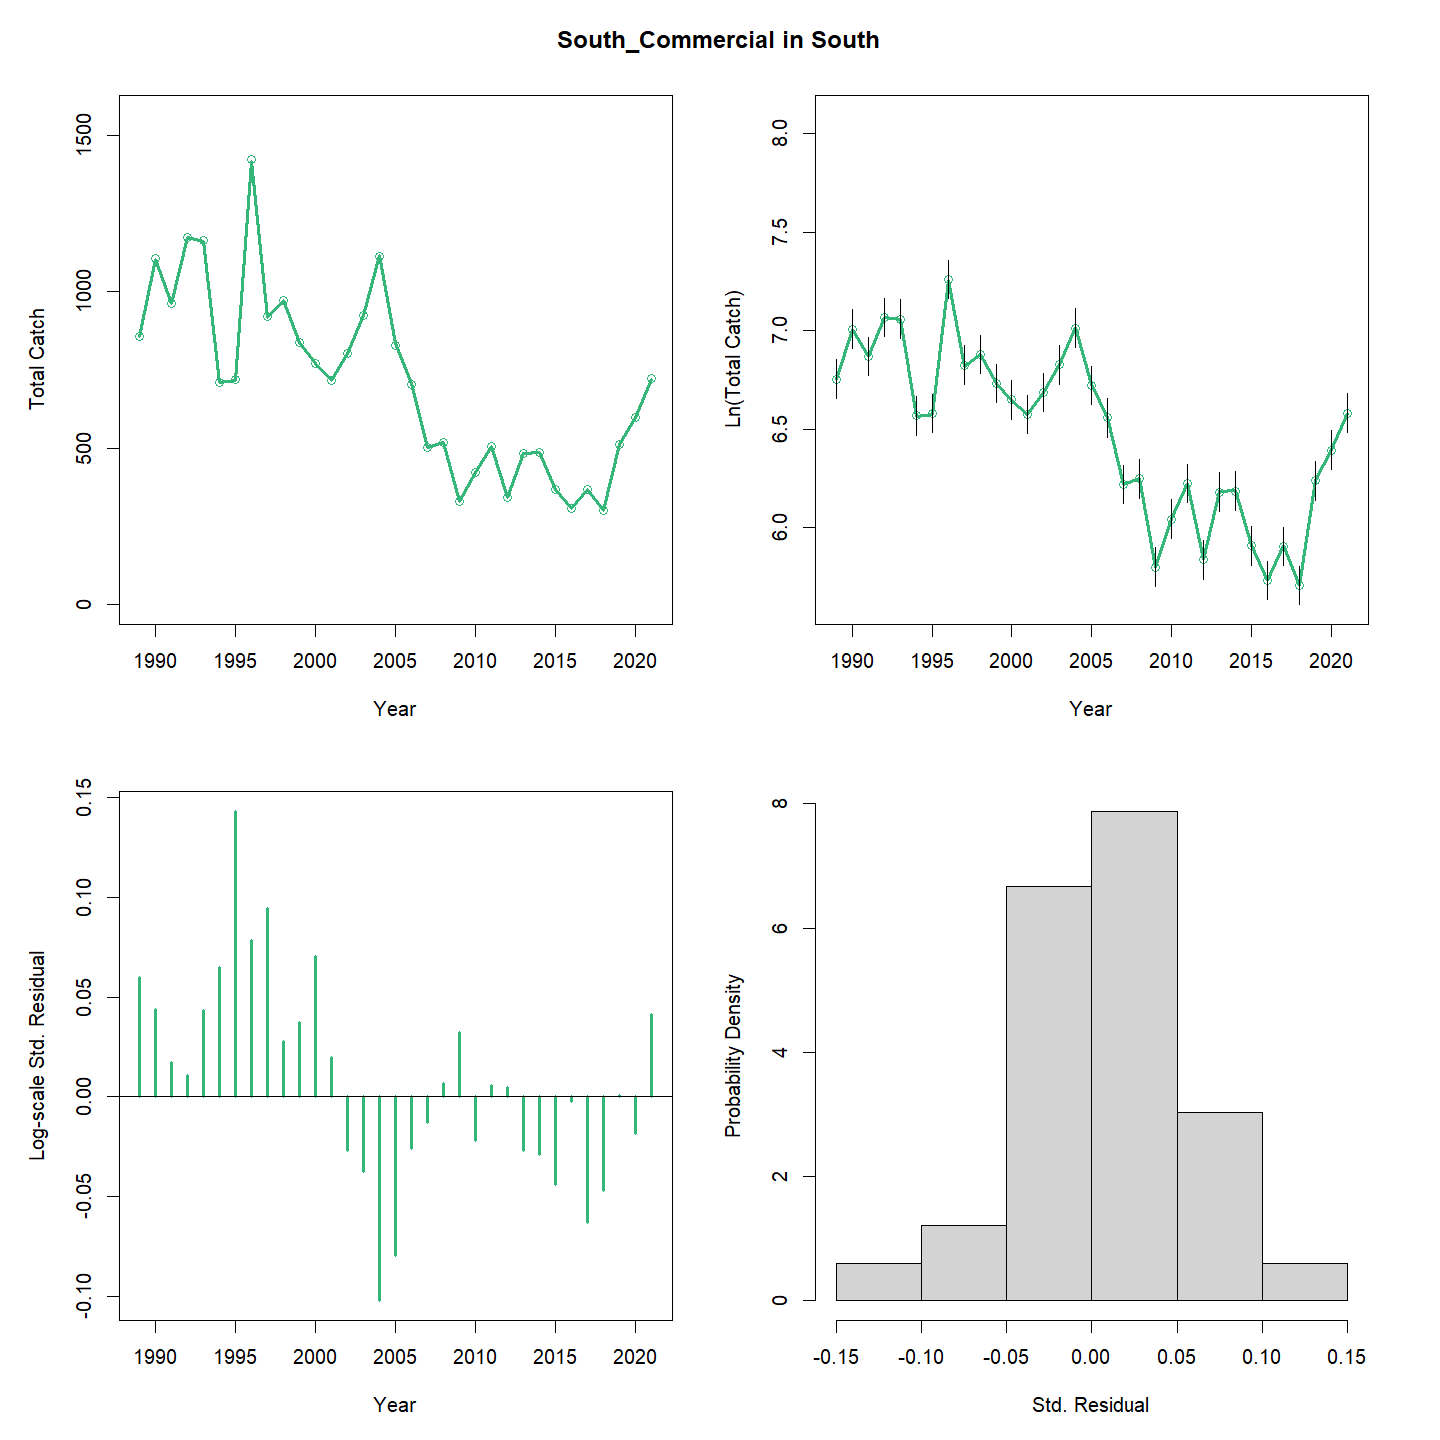 South_Commercial in South
Total Catch
1500
1000
500
0
1990 1995 2000 2005 2010 2015 2020
Year
Ln(Total Catch)
8.0
7.5
7.0
6.5
6.0
1990 1995 2000 2005 2010 2015 2020
Year
Log-scale Std. Residual
0.15
0.10
0.05
0.00
-0.05
-0.10
1990 1995 2000 2005 2010 2015 2020
Year
Probability Density
8
6
4
2
0
-0.15 -0.10 -0.05 0.00 0.05 0.10 0.15
Std. Residual